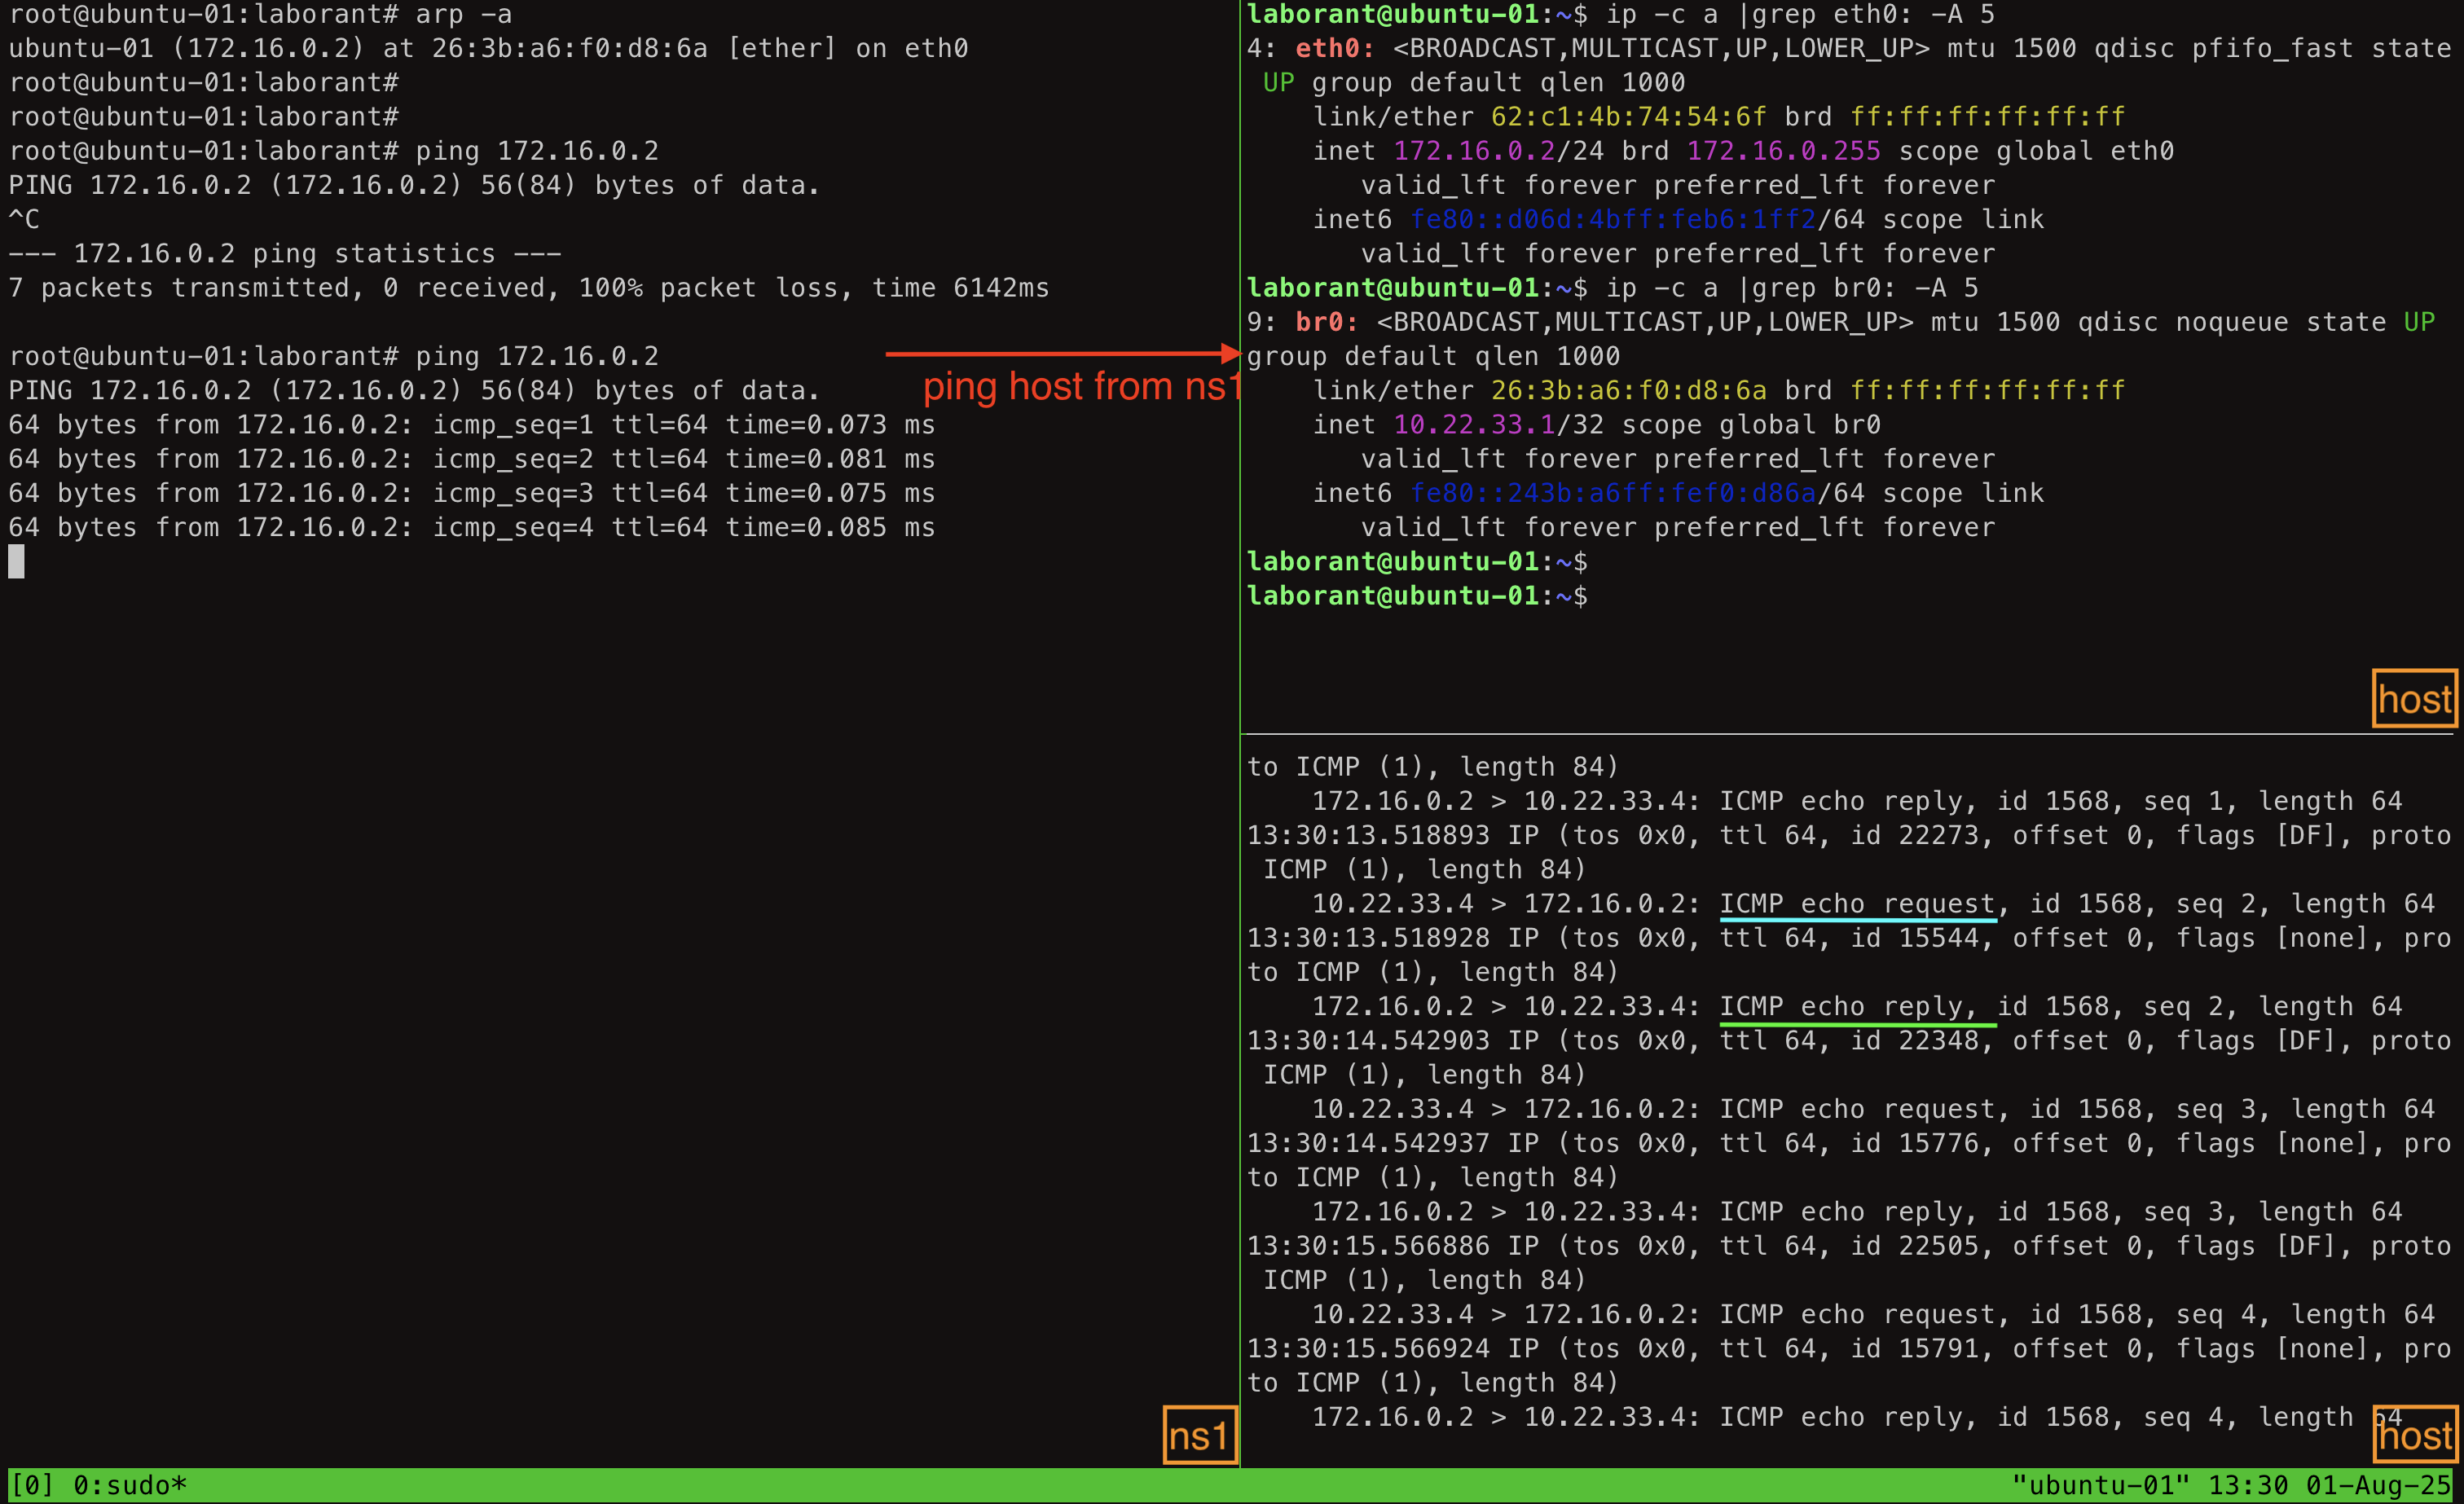 root@ubuntu-01:laborant# arp -a
ubuntu-01 (172.16.0.2) at 26:3b:a6:f0:d8:6a [ether] on eth0
root@ubuntu-01:laborant#
root@ubuntu-01:laborant#
root@ubuntu-01:laborant# ping 172.16.0.2
PING 172.16.0.2 (172.16.0.2) 56(84) bytes of data.
^C
--- 172.16.0.2 ping statistics ---
7 packets transmitted, 0 received, 100% packet loss, time 6142ms
root@ubuntu-01:laborant# ping 172.16.0.2
PING 172.16.0.2 (172.16.0.2) 56(84) bytes of data.
64 bytes from 172.16.0.2: icmp_seq=1 ttl=64 time=0.073 ms
64 bytes from 172.16.0.2: icmp_seq=2 ttl=64 time=0.081 ms
64 bytes from 172.16.0.2: icmp_seq=3 ttl=64 time=0.075 ms
64 bytes from 172.16.0.2: icmp_seq=4 ttl=64 time=0.085 ms
ping host from ns1
ns1
laborant@ubuntu-01:~$ ip -c a |grep eth0: -A 5
4: eth0: <BROADCAST,MULTICAST,UP,LOWER_UP> mtu 1500 qdisc pfifo_fast state
UP group default qlen 1000
link/ether 62:c1:4b:74:54:6f brd ff:ff:ff:ff:ff:ff
inet 172.16.0.2/24 brd 172.16.0.255 scope global eth0
valid_lft forever preferred_lft forever
inet6 fe80::d06d:4bff:feb6:1ff2/64 scope link
valid_lft forever preferred_lft forever
laborant@ubuntu-01:~$ ip -c a |grep br0: -A 5
9: br0: <BROADCAST,MULTICAST,UP,LOWER_UP> mtu 1500 qdisc noqueue state UP
group default qlen 1000
link/ether 26:3b:a6:f0:d8:6a brd ff:ff:ff:ff:ff:ff
inet 10.22.33.1/32 scope global br0
valid_lft forever preferred_lft forever
inet6 fe80::243b:a6ff:fef0:d86a/64 scope link
valid_lft forever preferred_lft forever
laborant@ubuntu-01:~$
laborant@ubuntu-01:~$
host
to ICMP (1), length 84)
172.16.0.2 > 10.22.33.4: ICMP echo reply, id 1568, seq 1, length 64
13:30:13.518893 IP (tos 0x0, ttl 64, id 22273, offset 0, flags [DF], proto
ICMP (1), length 84)
10.22.33.4 > 172.16.0.2: ICMP echo request, id 1568, seq 2, length 64
13:30:13.518928 IP (tos 0x0, ttl 64, id 15544, offset 0, flags [none], pro
to ICMP (1), length 84)
172.16.0.2 > 10.22.33.4: ICMP echo reply, id 1568, seq 2, length 64
13:30:14.542903 IP (tos 0x0, ttl 64, id 22348, offset 0, flags [DF], proto
ICMP (1), length 84)
10.22.33.4 > 172.16.0.2: ICMP echo request, id 1568, seq 3, length 64
13:30:14.542937 IP (tos 0x0, ttl 64, id 15776, offset 0, flags [none], pro
to ICMP (1), length 84)
172.16.0.2 > 10.22.33.4: ICMP echo reply, id 1568, seq 3, length 64
13:30:15.566886 IP (tos 0x0, ttl 64, id 22505, offset 0, flags [DF], proto
ICMP (1), length 84)
10.22.33.4 > 172.16.0.2: ICMP echo request, id 1568, seq 4, length 64
13:30:15.566924 IP (tos 0x0, ttl 64, id 15791, offset 0, flags [none], pro
to ICMP (1), length 84)
172.16.0.2 > 10.22.33.4: ICMP echo reply, id 1568, seq 4, length 64
host
[0] 0:sudo*
"ubuntu-01" 13:30 01-Aug-25